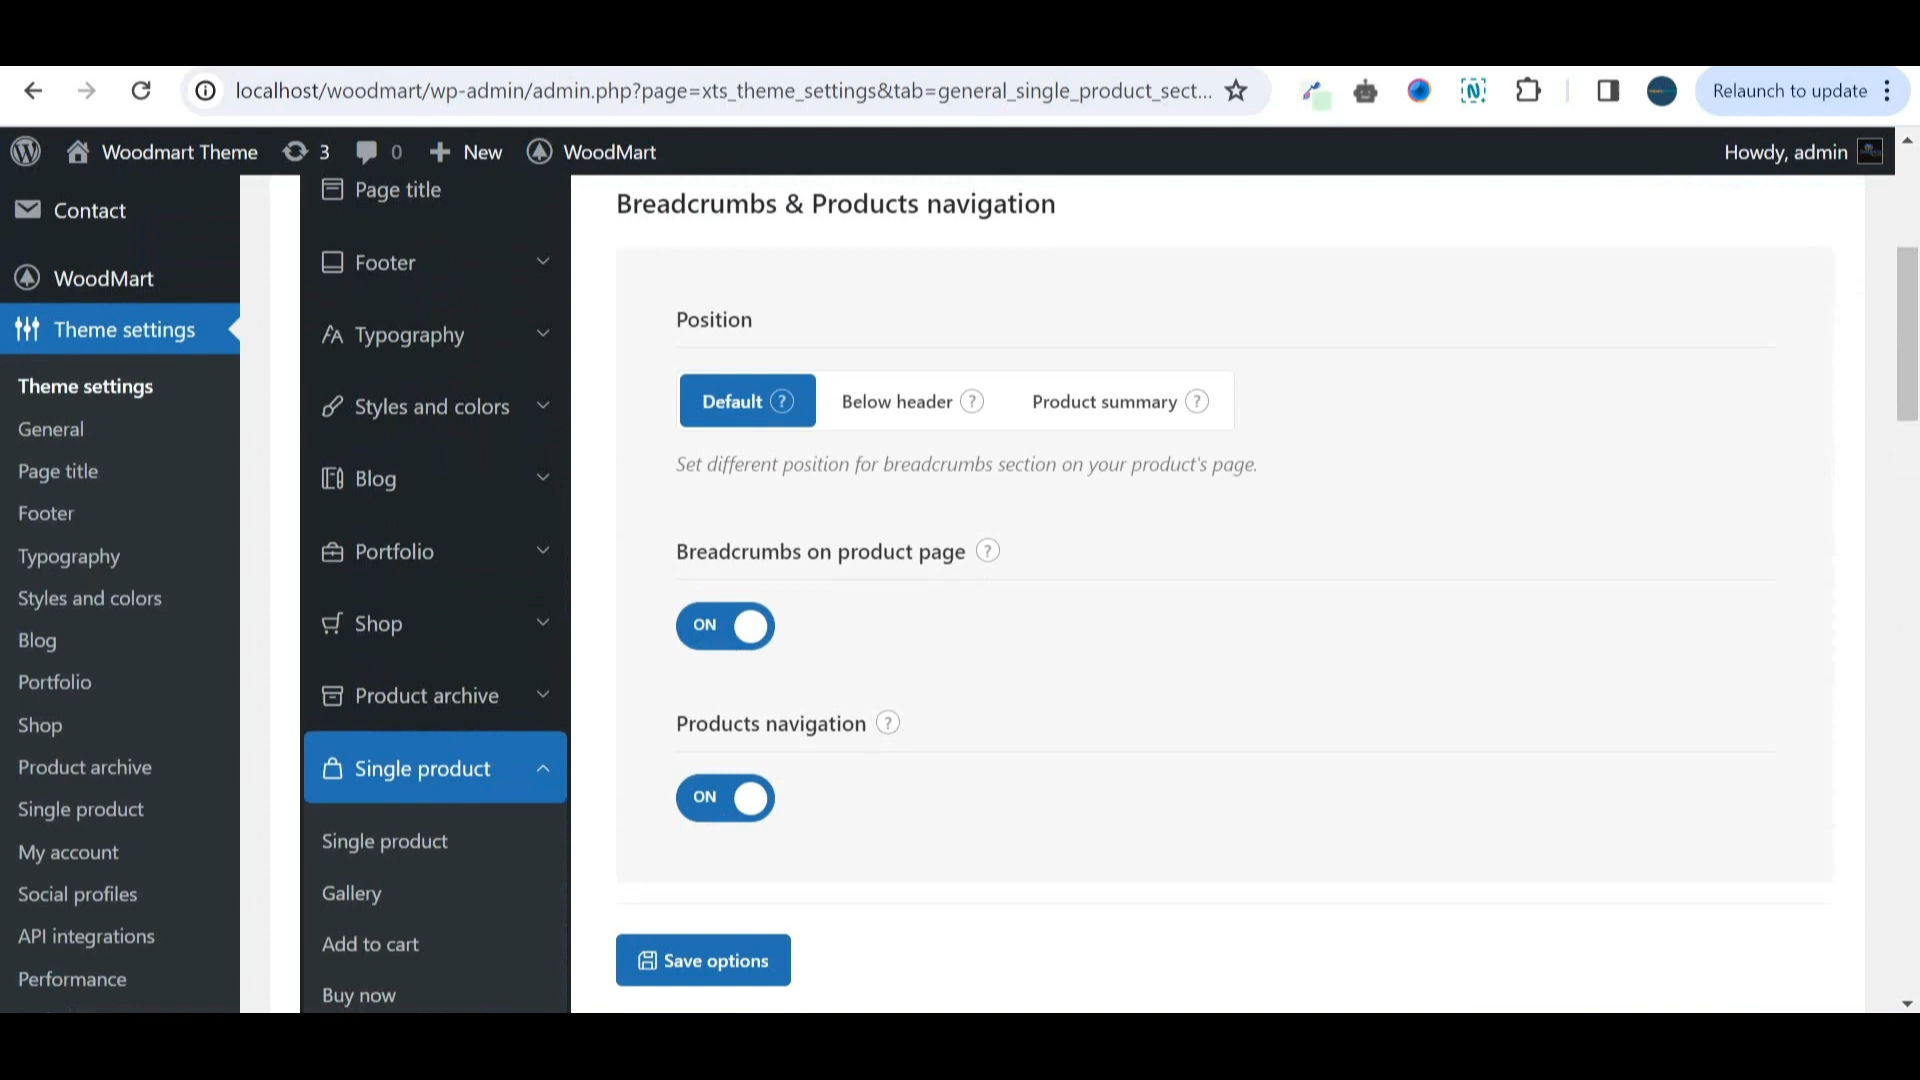 localhost/woodmart/wp-admin/admin.php?page=xts_theme_settings&tab=general_single_product_sect...
Relaunch to update
Woodmart Theme
3
0
New
WoodMart
Howdy, admin
Contact
WoodMart
Theme settings
Theme settings
General
Page title
Footer
Typography
Styles and colors
Blog
Portfolio
Shop
Product archive
Single product
My account
Social profiles
API integrations
Performance
Page title
Footer
Typography
Styles and colors
Blog
Portfolio
Shop
Product archive
Single product
Single product
Gallery
Add to cart
Buy now
Breadcrumbs & Products navigation
Position
Default ? Below header ? Product summary ?
Set different position for breadcrumbs section on your product's page.
Breadcrumbs on product page ?
ON
Products navigation ?
ON
Save options